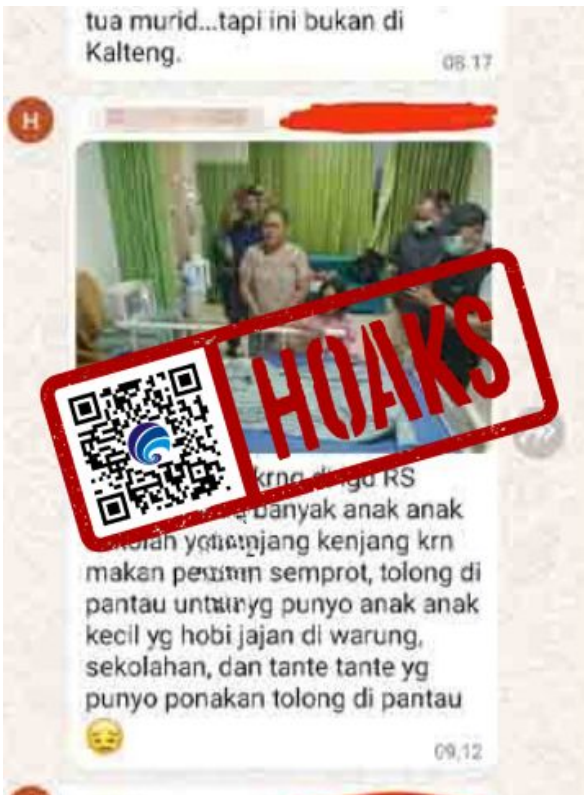 tua murid...tapi ini bukan di
Kalteng.
08.17
H
HOAKS
RS
banyak anak anak
kenjang krn
makan semprot, tolong di
pantau punyo anak anak
kecil yg hobi jajan di warung,
sekolahan, dan tante tante yg
punyo ponakan tolong di pantau
09,12